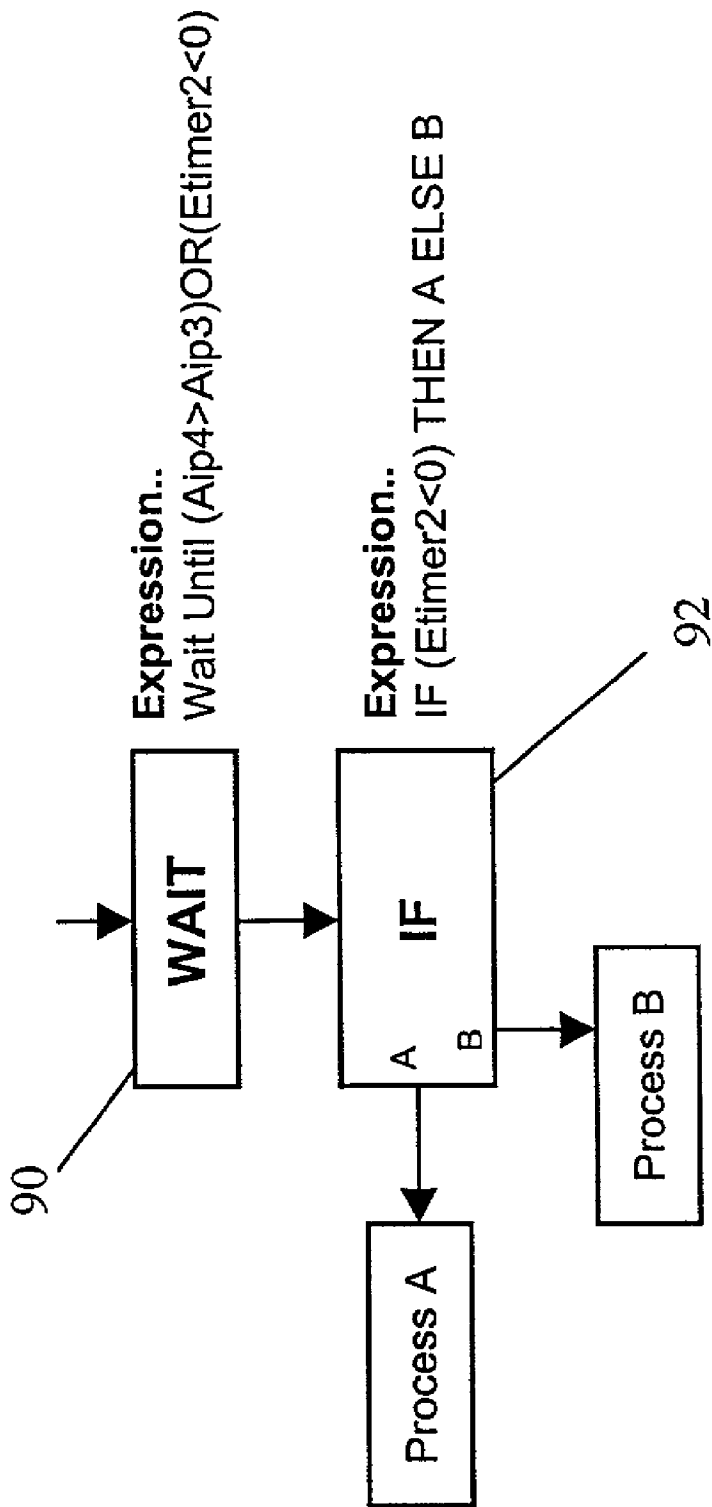 90
WAIT
Expression..
Wait Until (Aip4>Aip3)OR(Etimer2<0)
IF
A
B
Expression..
IF (Etimer2<0) THEN A ELSE B
92
Process A
Process B